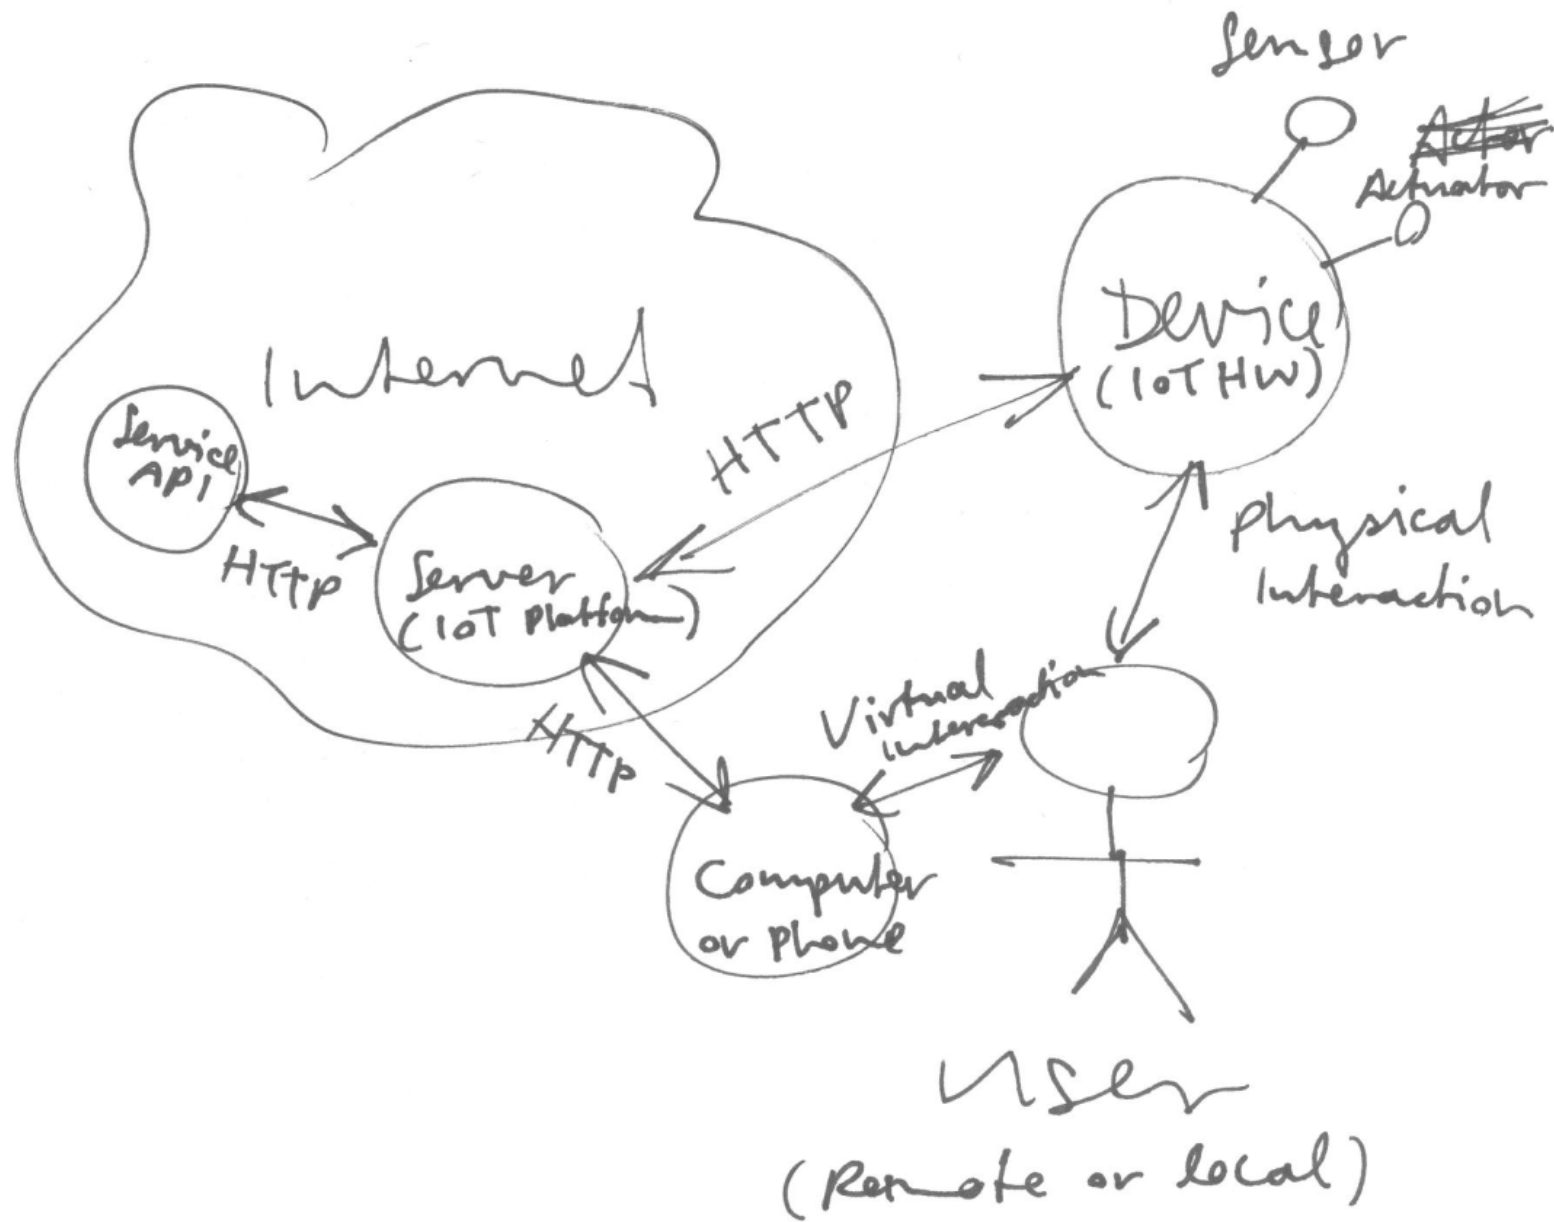 Sensor
Actor
Actuator
Device
(IoT HW)
Internet
HTTP
Service
API
HTTP
Server
(IoT Platform)
Physical
Interaction
Virtual
Interaction
HTTP
Computer
or Phone
User
(Remote or local)